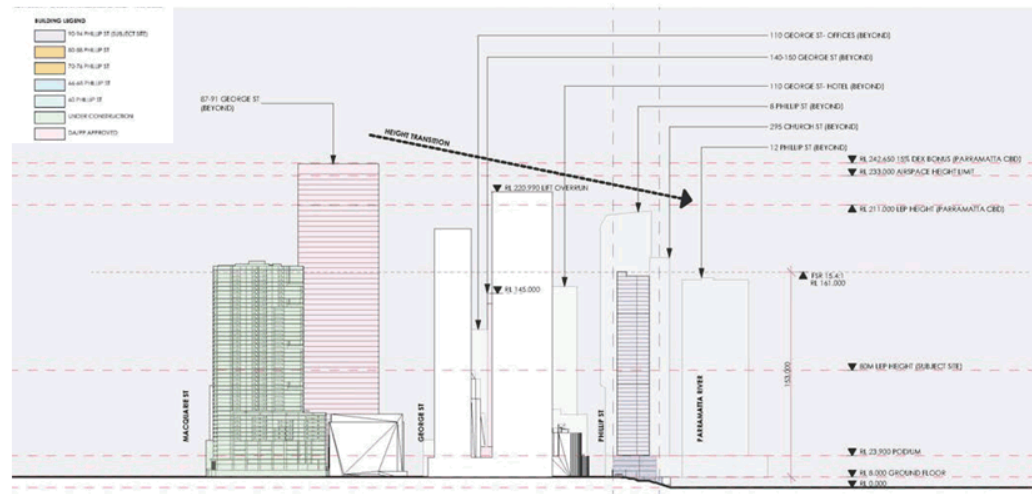 BUILDING LEGEND
90-94 PHILLIP ST (SUBJECT SITE)
80-88 PHILLIP ST
70-76 PHILLIP ST
66-68 PHILLIP ST
60 PHILLIP ST
UNDER CONSTRUCTION
DA/PP APPROVED
87-91 GEORGE ST
(BEYOND)
HEIGHT TRANSITION
110 GEORGE ST- OFFICES (BEYOND)
140-150 GEORGE ST (BEYOND)
110 GEORGE ST- HOTEL (BEYOND)
8 PHILLIP ST (BEYOND)
295 CHURCH ST (BEYOND)
12 PHILLIP ST (BEYOND)
RL 242.650 15% DEX BONUS (PARRAMATTA CBD)
RL 233.000 AIRSPACE HEIGHT LIMIT
RL 220.990 LIFT OVERRUN
RL 211.000 LEP HEIGHT (PARRAMATTA CBD)
FSR 15.4:1
RL 161.000
RL 145.000
80M LEP HEIGHT (SUBJECT SITE)
153.000
MACQUARIE ST
GEORGE ST
PHILLIP ST
PARRAMATTA RIVER
RL 23.900 PODIUM
RL 8.000 GROUND FLOOR
RL 0.000